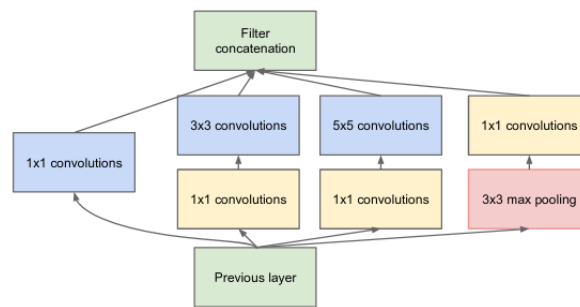 Filter
concatenation
3x3 convolutions
5x5 convolutions
1x1 convolutions
1x1 convolutions
1x1 convolutions
1x1 convolutions
3x3 max pooling
Previous layer